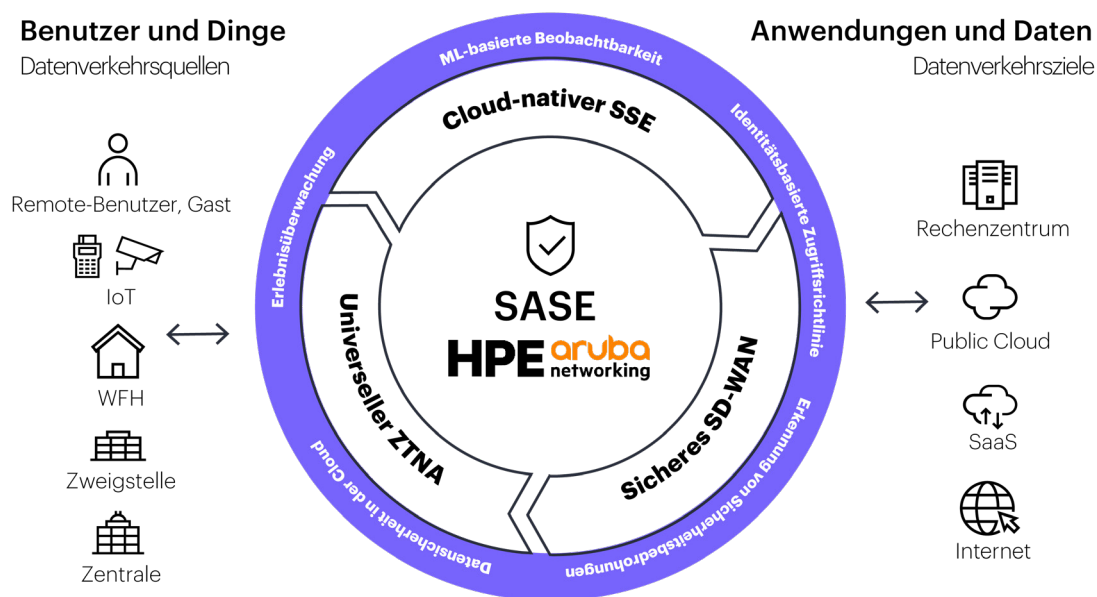 Benutzer und Dinge
Datenverkehrsquellen
Remote-Benutzer, Gast
IoT
WFH
Zweigstelle
Zentrale
ML-basierte Beobachtbarkeit
Identitätsbasierte Zugriffsrichtlinie
Erkennung von Sicherheitsbedrohungen
Datensicherheit in der Cloud
Erlebnisüberwachung
Cloud-nativer SSE
Sicheres SD-WAN
Universeller ZTNA
SASE
HPE aruba
networking
Anwendungen und Daten
Datenverkehrsziele
Rechenzentrum
Public Cloud
SaaS
Internet